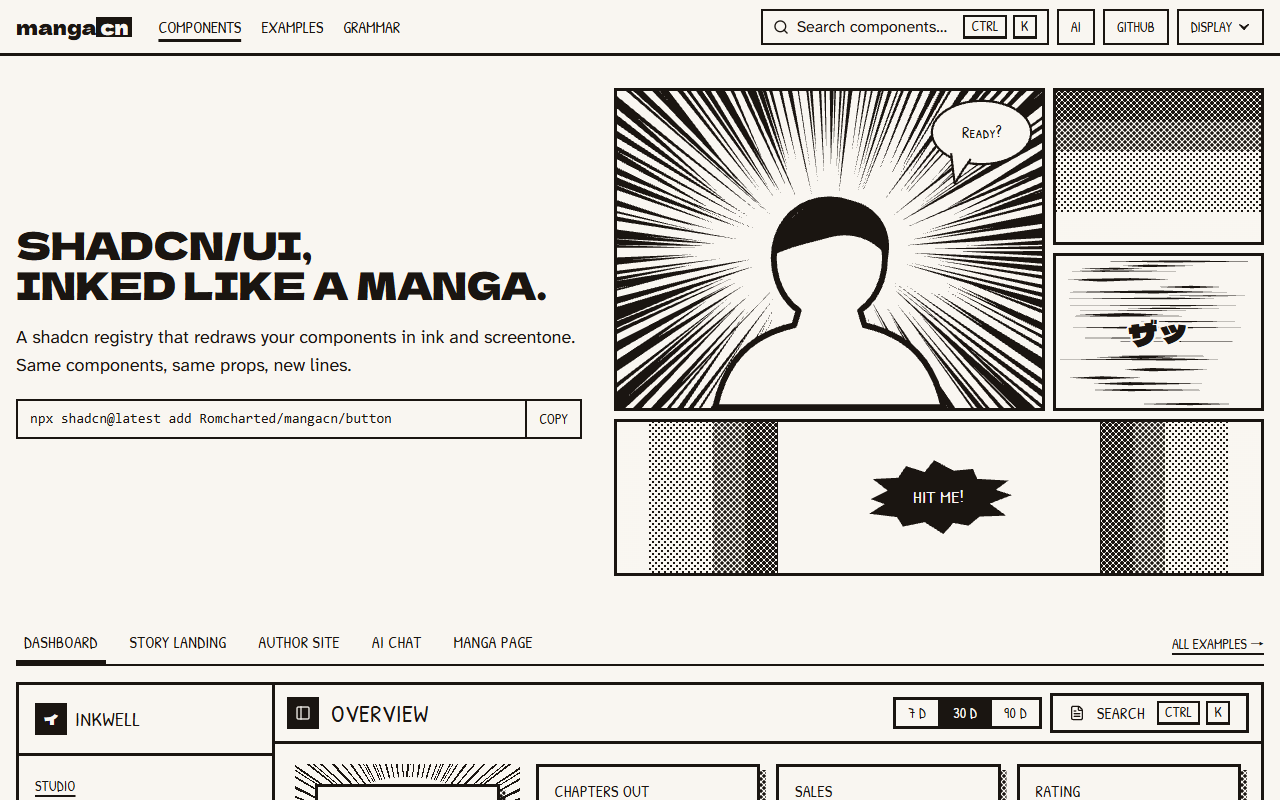 mangacn
COMPONENTS EXAMPLES GRAMMAR
Search components... CTRL K
AI
GITHUB
DISPLAY
SHADCN/UI,
INKED LIKE A MANGA.
A shadcn registry that redraws your components in ink and screentone.
Same components, same props, new lines.
npx shadcn@latest add Romcharted/mangacn/button
COPY
READY?
ザッ
HIT ME!
DASHBOARD STORY LANDING AUTHOR SITE AI CHAT MANGA PAGE
ALL EXAMPLES →
INKWELL
STUDIO
OVERVIEW
7 D 30 D 90 D
SEARCH CTRL K
CHAPTERS OUT
SALES
RATING